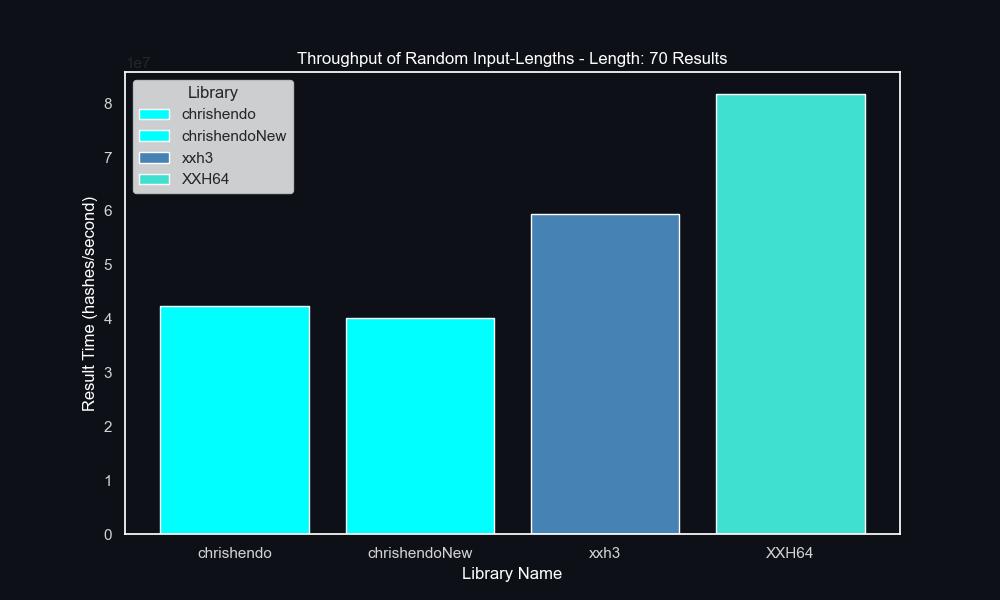 Throughput of Random Input-Lengths - Length: 70 Results
1e7
Library
chrishendo
chrishendoNew
xxh3
XXH64
Result Time (hashes/second)
8
7
6
5
4
3
2
1
0
chrishendo chrishendoNew xxh3 XXH64
Library Name